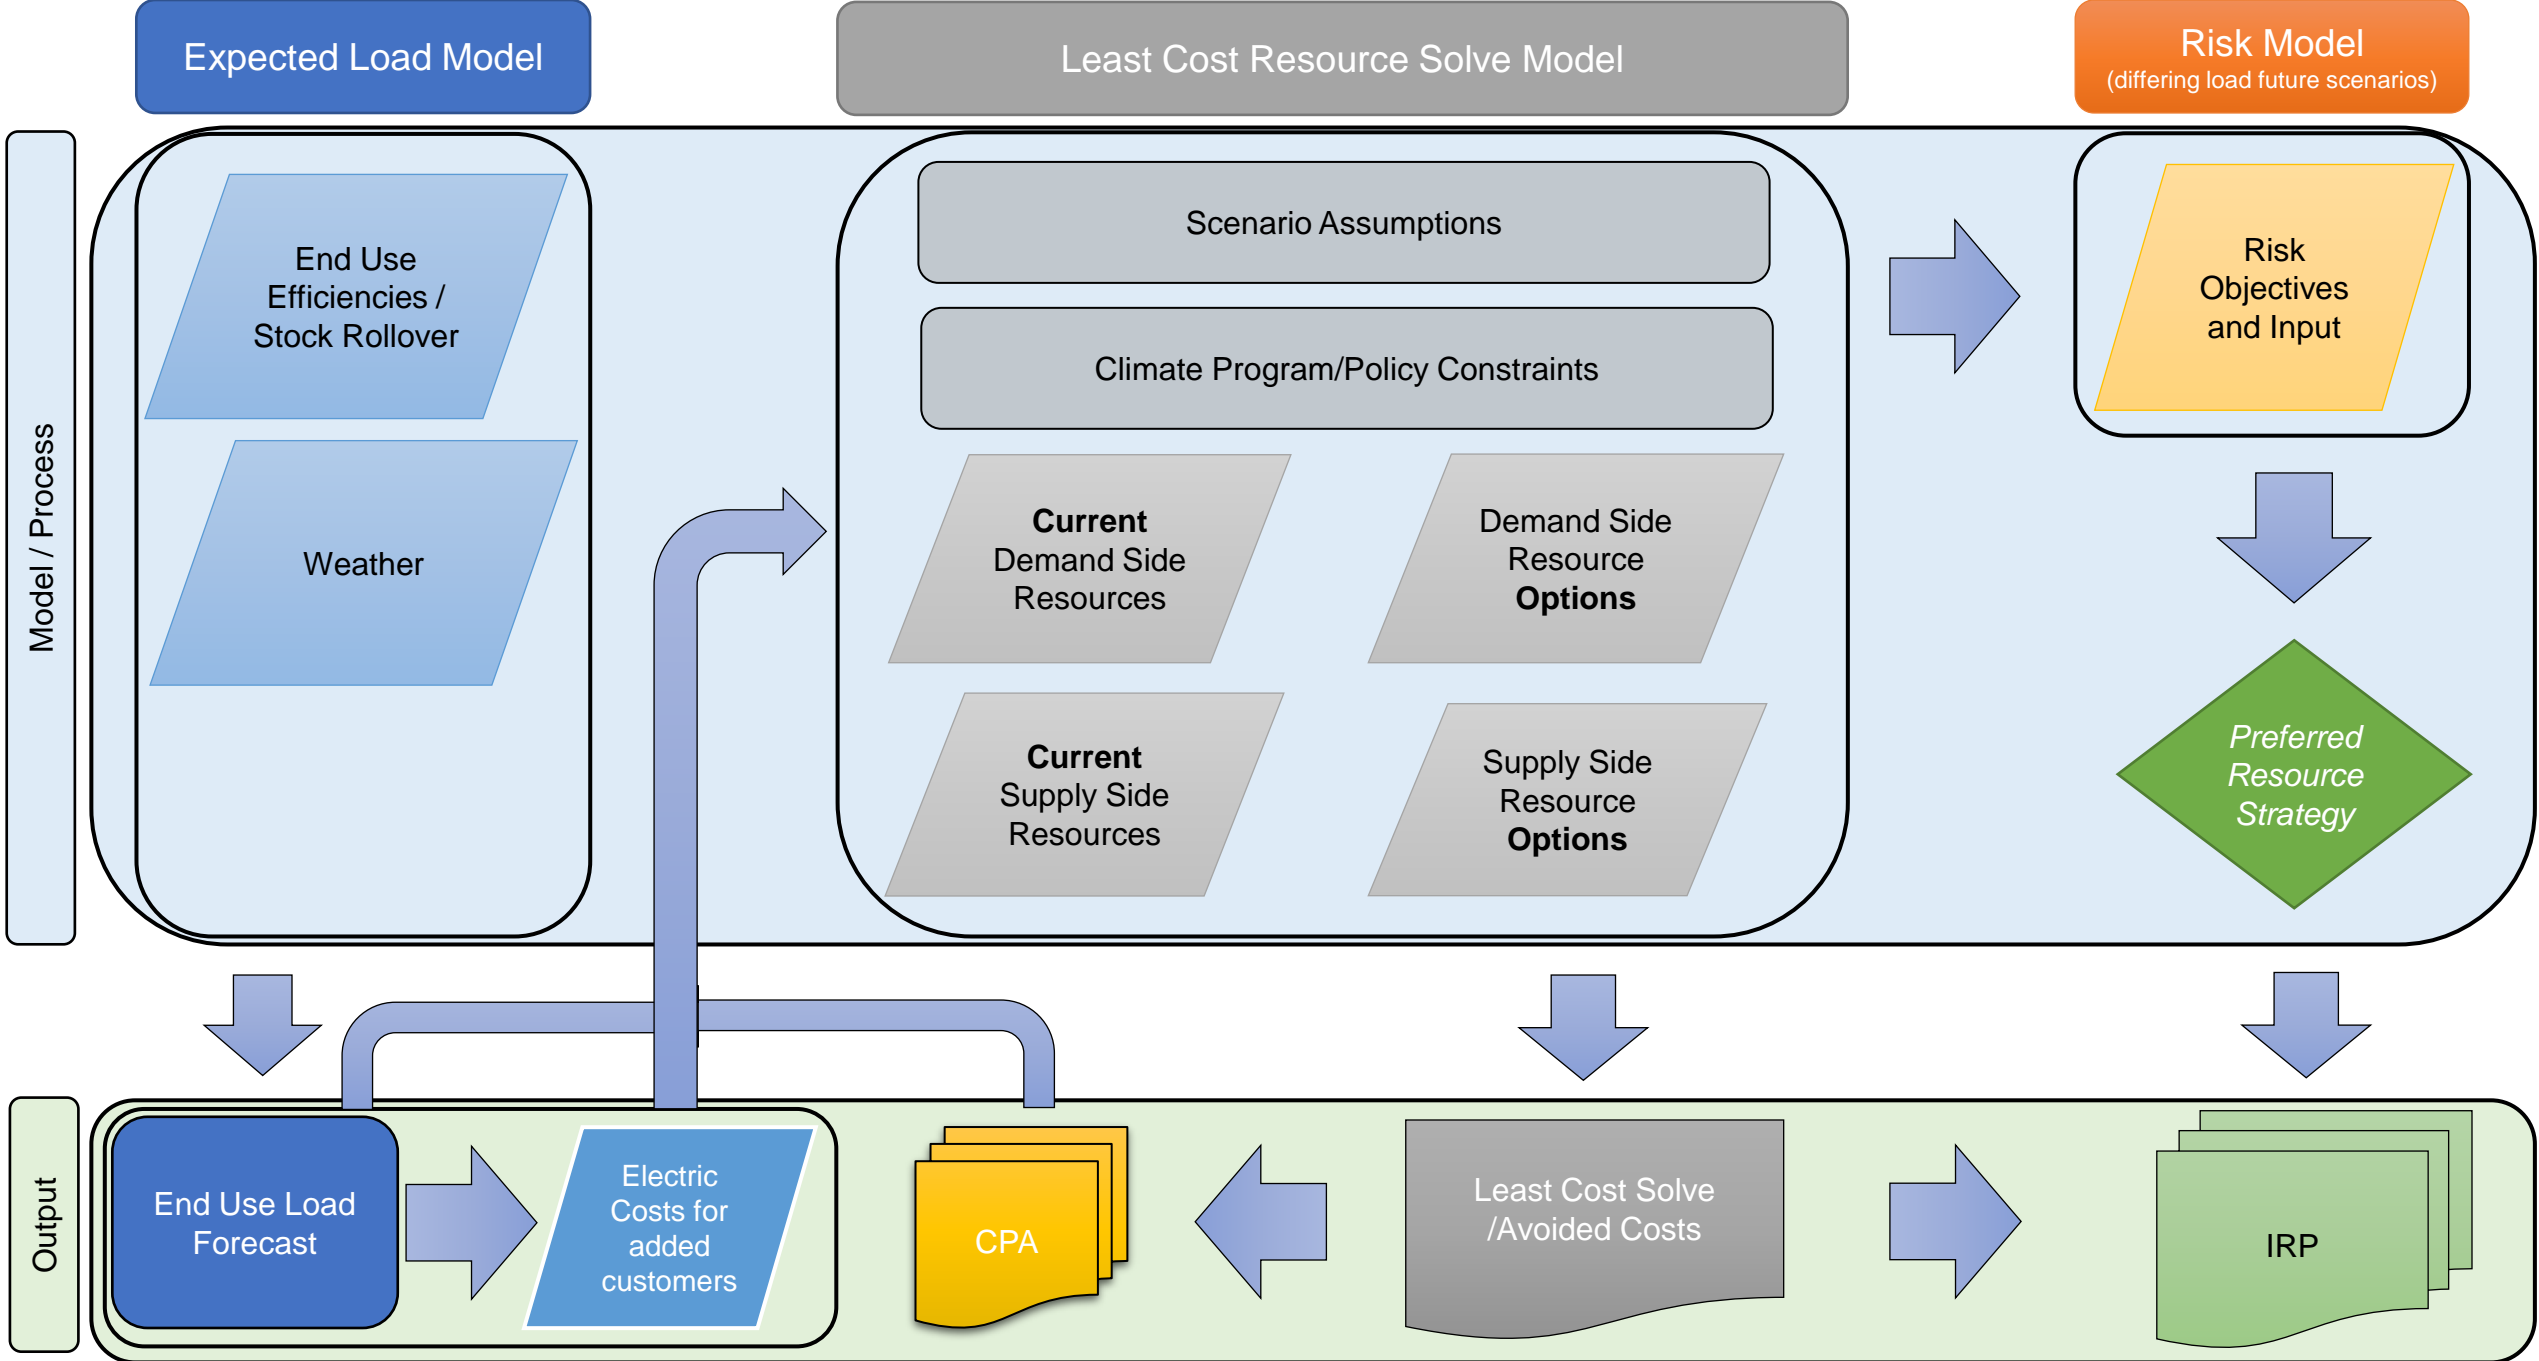 Expected Load Model
Least Cost Resource Solve Model
Risk Model
(differing load future scenarios)
Model / Process
End Use
Efficiencies /
Stock Rollover
Weather
Scenario Assumptions
Climate Program/Policy Constraints
Current
Demand Side
Resources
Demand Side
Resource
Options
Current
Supply Side
Resources
Supply Side
Resource
Options
Risk
Objectives
and Input
Preferred
Resource
Strategy
Output
End Use Load
Forecast
Electric
Costs for
added
customers
CPA
Least Cost Solve
/Avoided Costs
IRP